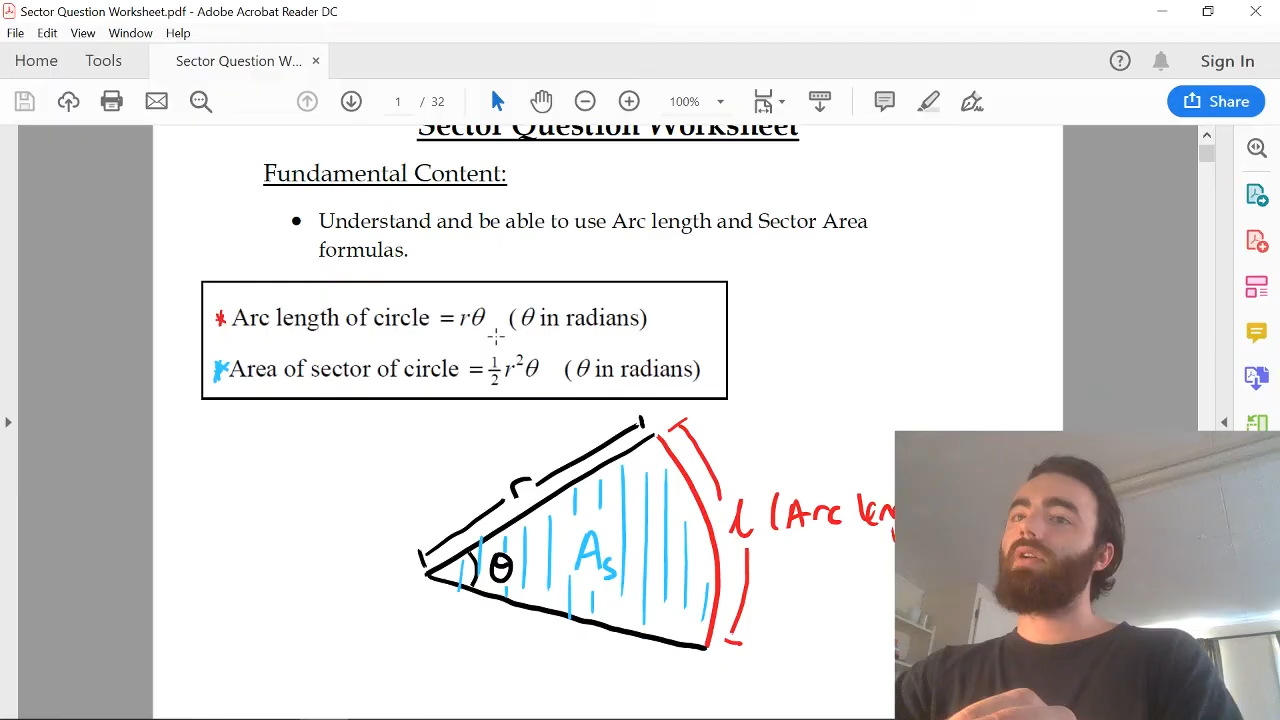 Sector Question Worksheet.pdf - Adobe Acrobat Reader DC
File Edit View Window Help
Home Tools Sector Question W... × Sign In
1 / 32 100% Share
Sector Question Worksheet
Fundamental Content:
• Understand and be able to use Arc length and Sector Area
formulas.
* Arc length of circle = rθ (θ in radians)
* Area of sector of circle = ½r²θ (θ in radians)
r
l (Arc len
As
θ